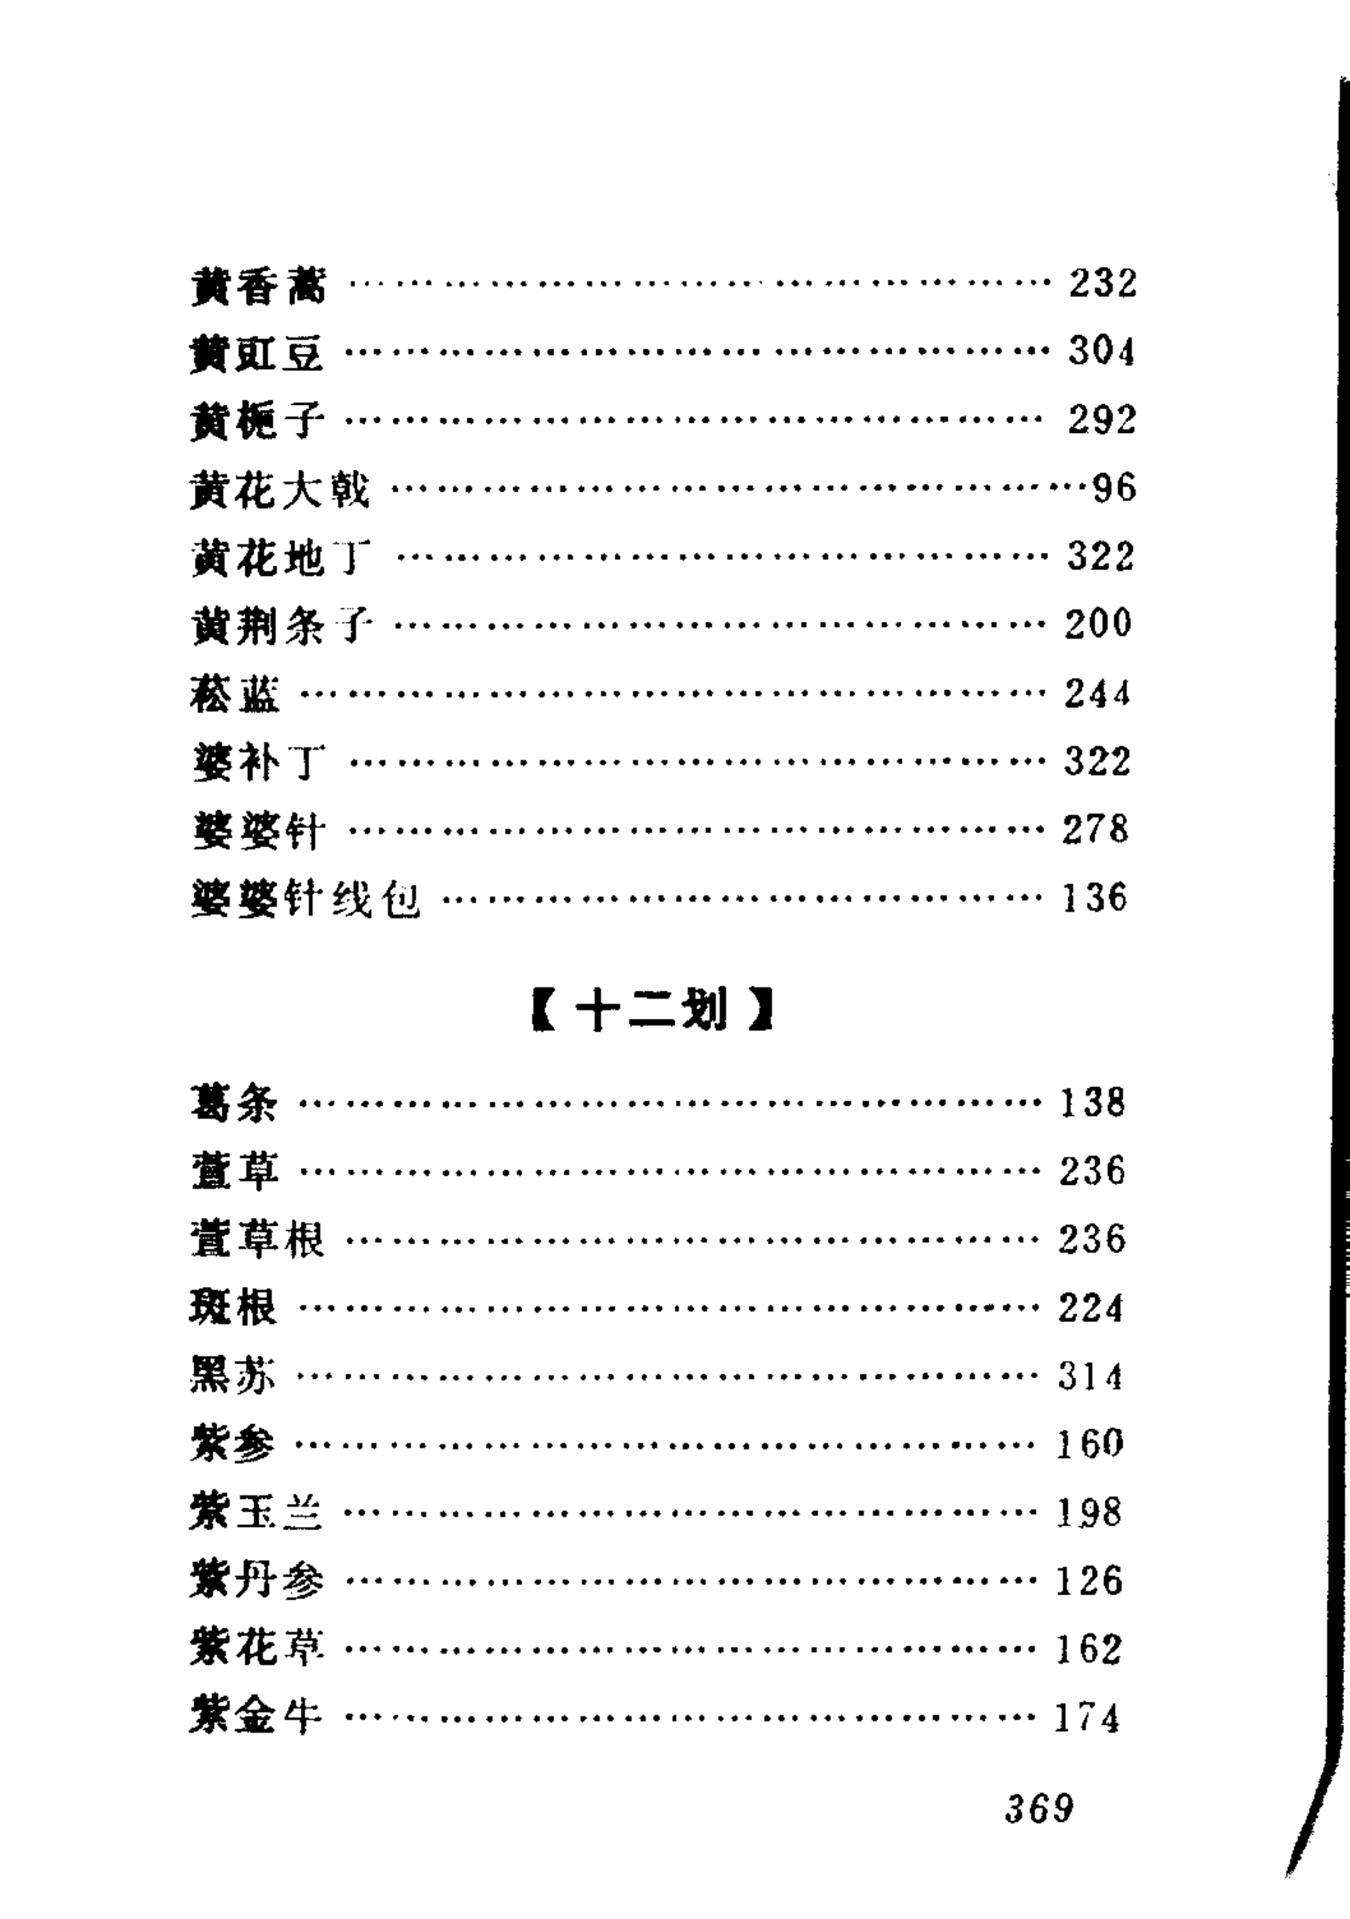 黄香蒿 …… 232
黄豇豆 …… 304
黄栀子 …… 292
黄花大戟 …… 96
黄花地丁 …… 322
黄荆条子 …… 200
菘蓝 …… 244
婆补丁 …… 322
婆婆针 …… 278
婆婆针线包 …… 136
【十二划】
葛条 …… 138
萱草 …… 236
萱草根 …… 236
斑根 …… 224
黑苏 …… 314
紫参 …… 160
紫玉兰 …… 198
紫丹参 …… 126
紫花草 …… 162
紫金牛 …… 174
369